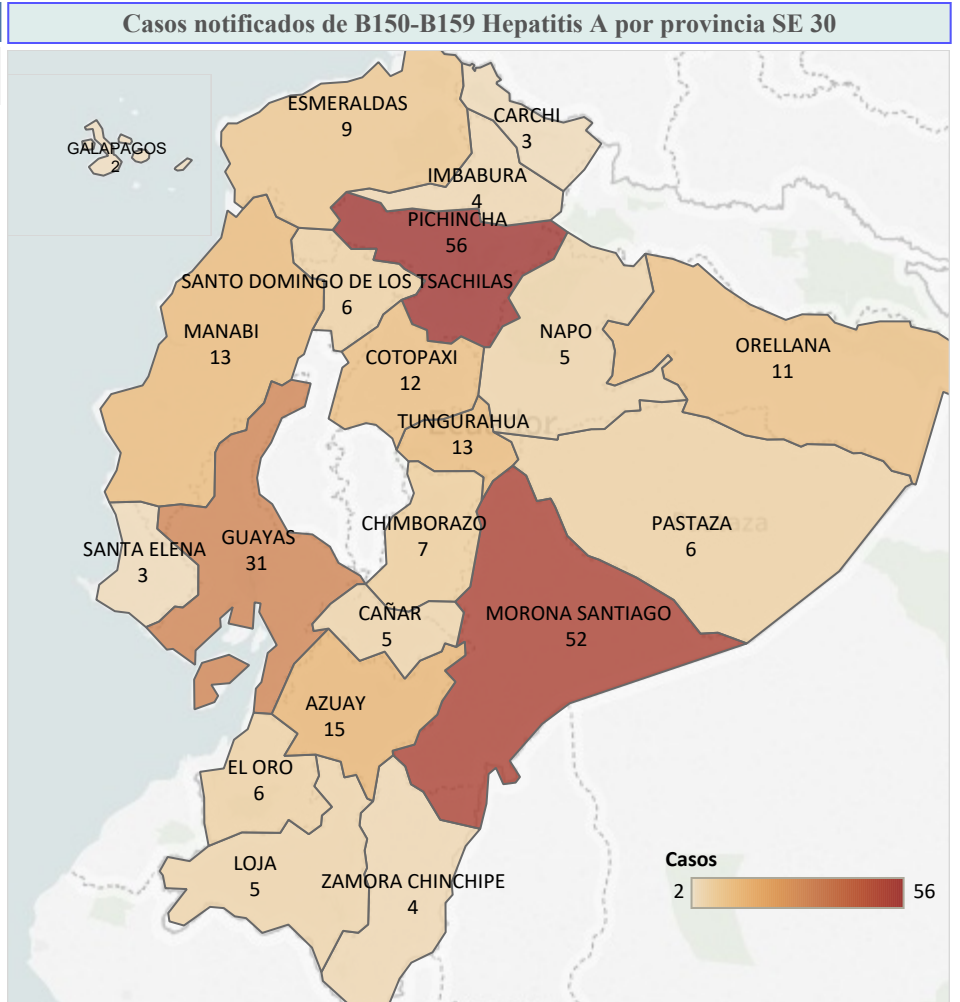 Casos notificados de B150-B159 Hepatitis A por provincia SE 30
ESMERALDAS
9
CARCHI
3
GALAPAGOS
2
IMBABURA
4
PICHINCHA
56
SANTO DOMINGO DE LOS TSACHILAS
6
MANABI
13
NAPO
5
ORELLANA
11
COTOPAXI
12
Ecuador
TUNGURAHUA
13
CHIMBORAZO
7
PASTAZA
6
GUAYAS
31
SANTA ELENA
3
CAÑAR
5
MORONA SANTIAGO
52
AZUAY
15
EL ORO
6
LOJA
5
ZAMORA CHINCHIPE
4
Casos
2
56